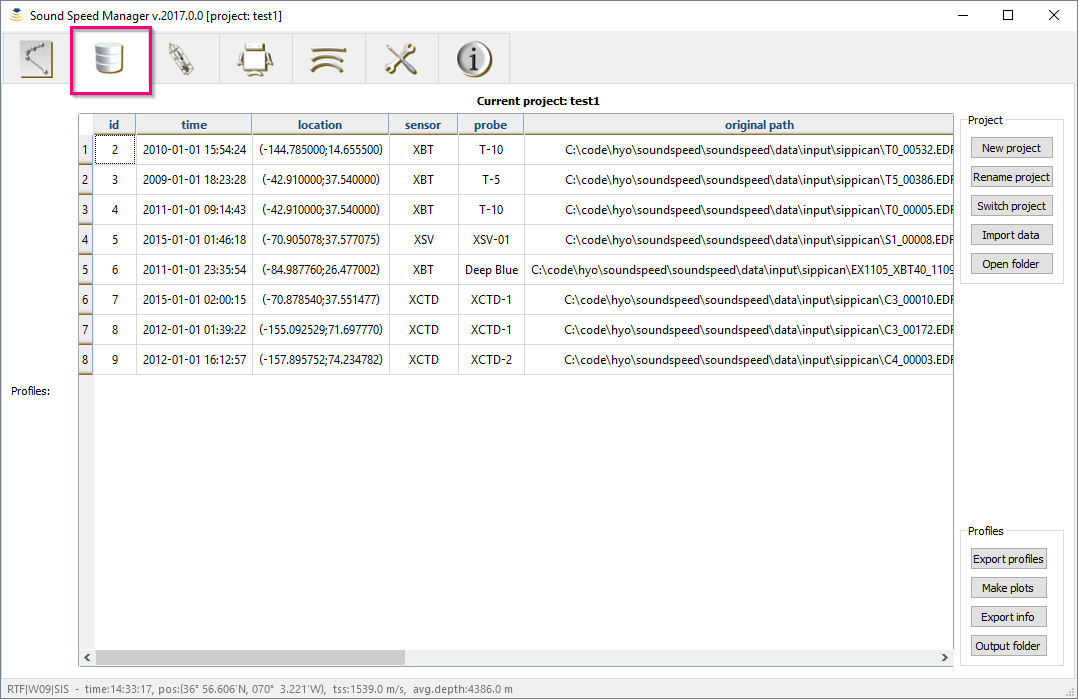 Sound Speed Manager v.2017.0.0 [project: test1]
Current project: test1
id time location sensor probe original path
1 2 2010-01-01 15:54:24 (-144.785000;14.655500) XBT T-10 C:\code\hyo\soundspeed\soundspeed\data\input\sippican\T0_00532.EDF
2 3 2009-01-01 18:23:28 (-42.910000;37.540000) XBT T-5 C:\code\hyo\soundspeed\soundspeed\data\input\sippican\T5_00386.EDF
3 4 2011-01-01 09:14:43 (-42.910000;37.540000) XBT T-10 C:\code\hyo\soundspeed\soundspeed\data\input\sippican\T0_00005.EDF
4 5 2015-01-01 01:46:18 (-70.905078;37.577075) XSV XSV-01 C:\code\hyo\soundspeed\soundspeed\data\input\sippican\S1_00008.EDF
5 6 2011-01-01 23:35:54 (-84.987760;26.477002) XBT Deep Blue C:\code\hyo\soundspeed\soundspeed\data\input\sippican\EX1105_XBT40_1109
6 7 2015-01-01 02:00:15 (-70.878540;37.551477) XCTD XCTD-1 C:\code\hyo\soundspeed\soundspeed\data\input\sippican\C3_00010.EDF
7 8 2012-01-01 01:39:22 (-155.092529;71.697770) XCTD XCTD-1 C:\code\hyo\soundspeed\soundspeed\data\input\sippican\C3_00172.EDF
8 9 2012-01-01 16:12:57 (-157.895752;74.234782) XCTD XCTD-2 C:\code\hyo\soundspeed\soundspeed\data\input\sippican\C4_00003.EDF
Profiles:
Project
New project
Rename project
Switch project
Import data
Open folder
Profiles
Export profiles
Make plots
Export info
Output folder
RTF|W09|SIS - time:14:33:17, pos:(36° 56.606'N, 070° 3.221'W), tss:1539.0 m/s, avg.depth:4386.0 m